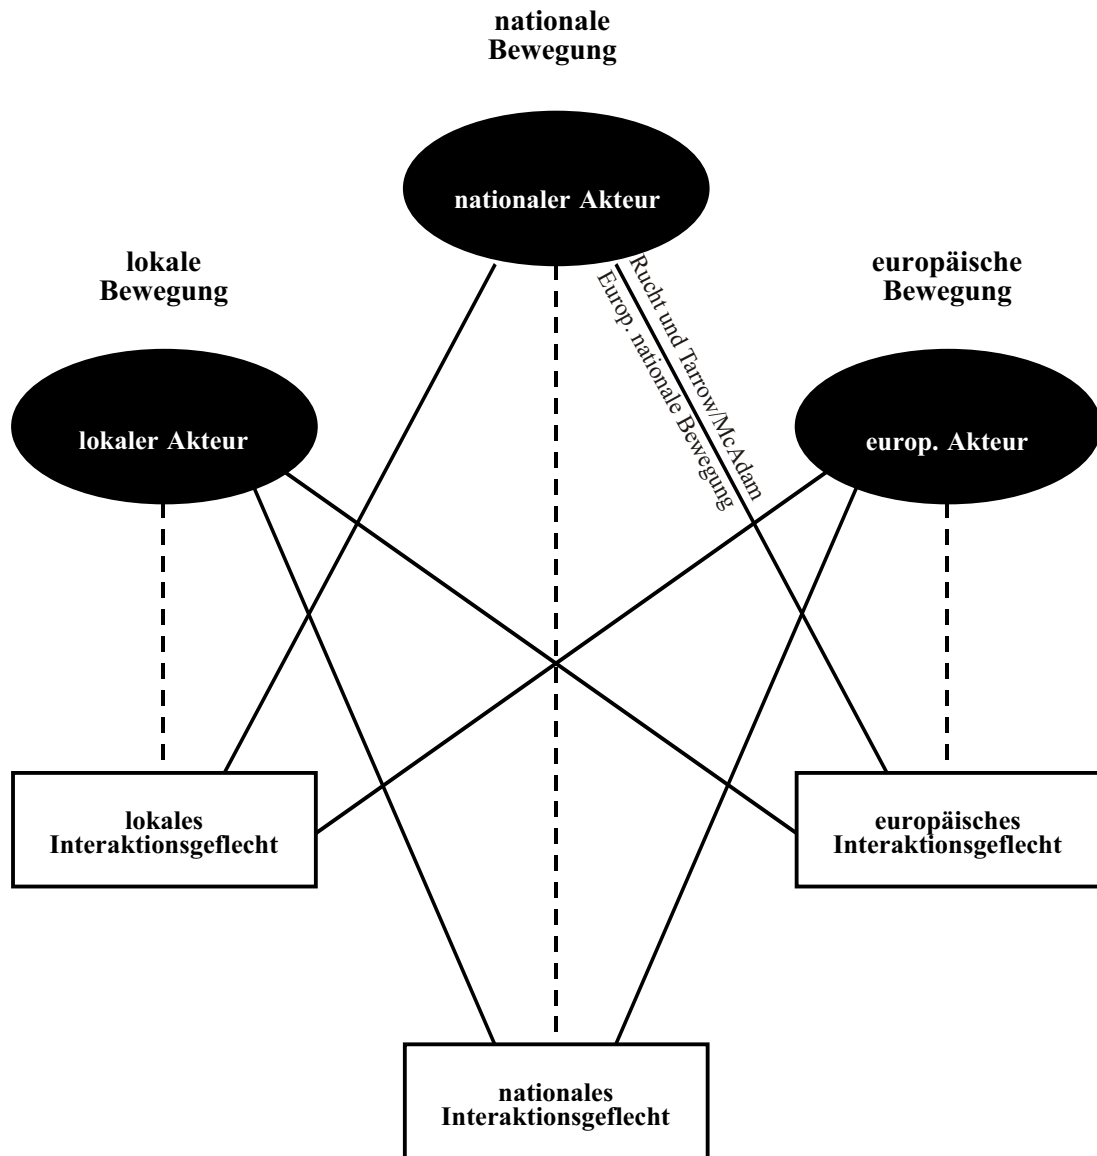 nationale
Bewegung
nationaler Akteur
lokale
Bewegung
europäische
Bewegung
Rucht und Tarrow/McAdam
Europ. nationale Bewegung
lokaler Akteur
europ. Akteur
lokales
Interaktionsgeflecht
europäisches
Interaktionsgeflecht
nationales
Interaktionsgeflecht